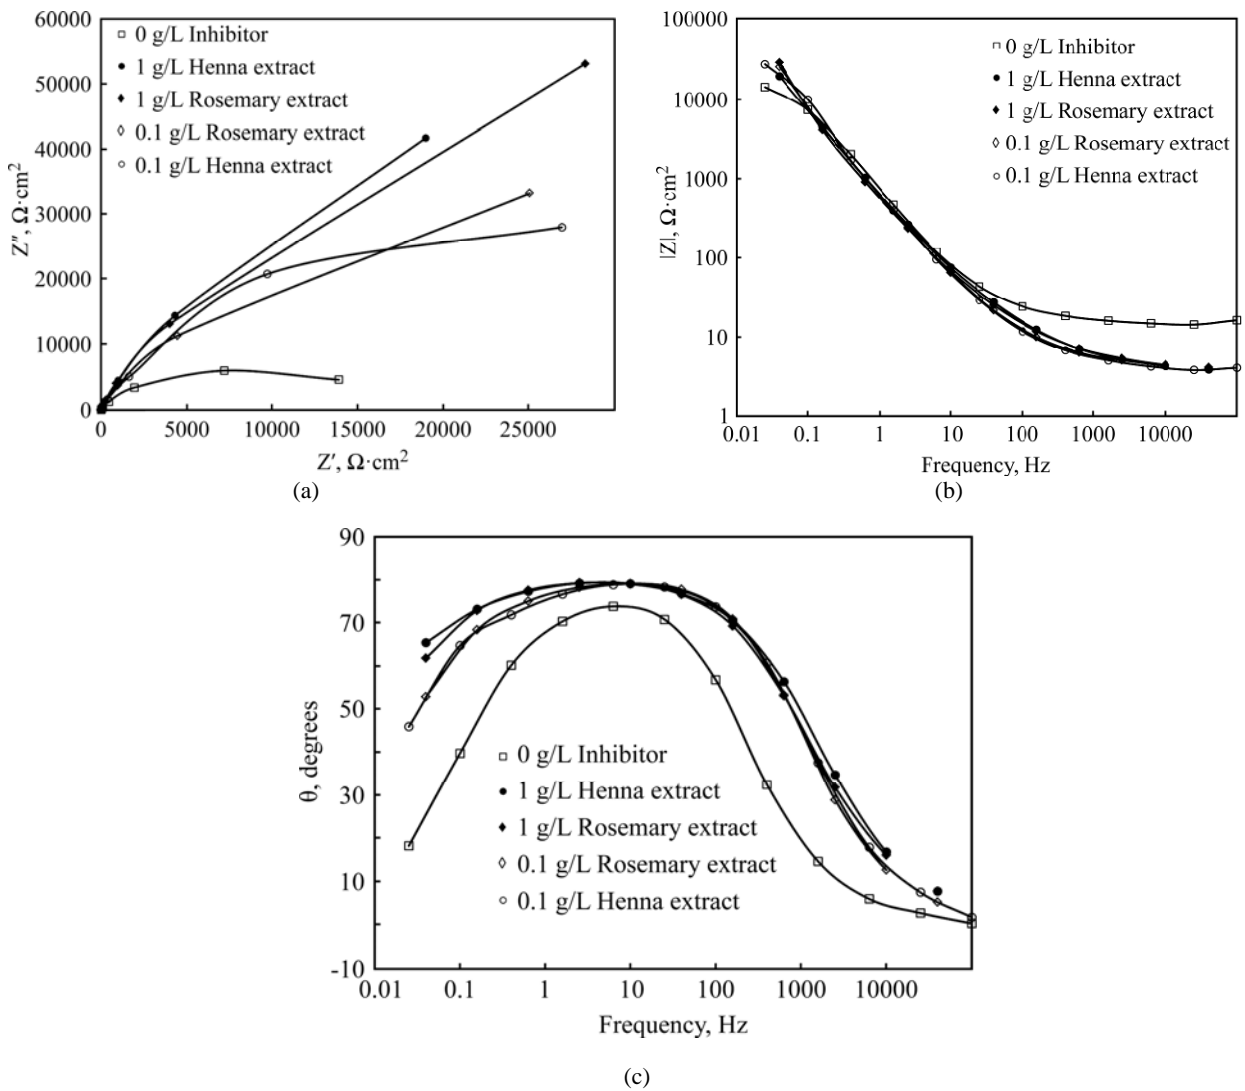 60000
50000
40000
30000
20000
10000
0
Z″, Ω·cm²
0 g/L Inhibitor
1 g/L Henna extract
1 g/L Rosemary extract
0.1 g/L Rosemary extract
0.1 g/L Henna extract
0 5000 10000 15000 20000 25000
Z′, Ω·cm²
(a)
100000
10000
1000
100
10
1
|Z|, Ω·cm²
0 g/L Inhibitor
1 g/L Henna extract
1 g/L Rosemary extract
0.1 g/L Rosemary extract
0.1 g/L Henna extract
0.01 0.1 1 10 100 1000 10000
Frequency, Hz
(b)
90
70
50
30
10
-10
θ, degrees
0 g/L Inhibitor
1 g/L Henna extract
1 g/L Rosemary extract
0.1 g/L Rosemary extract
0.1 g/L Henna extract
0.01 0.1 1 10 100 1000 10000
Frequency, Hz
(c)